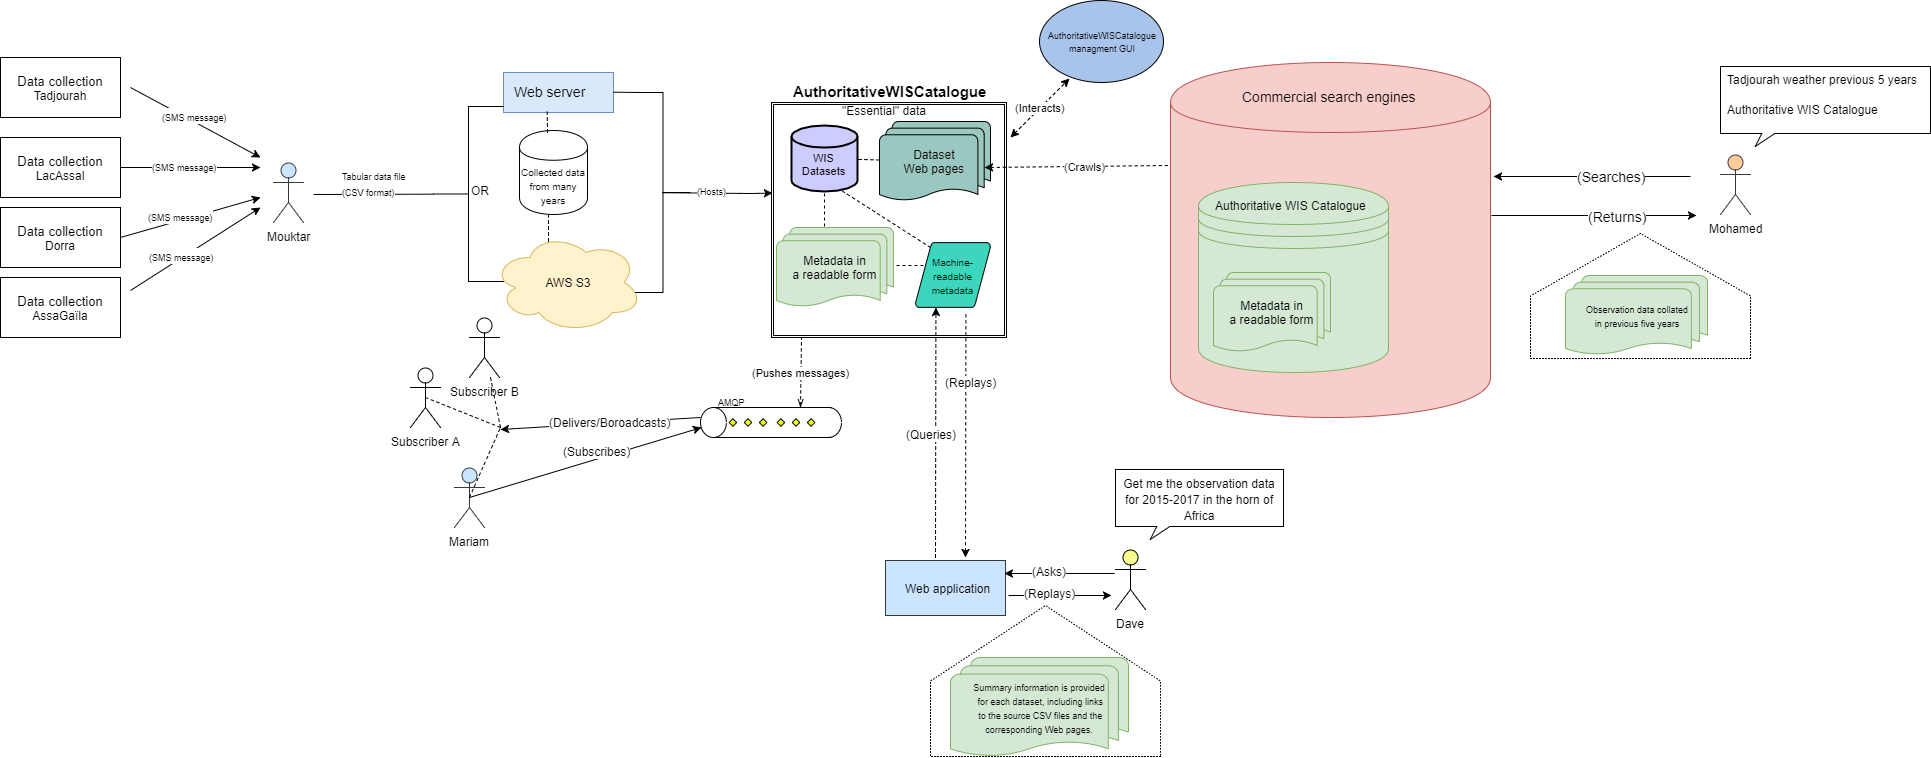 Data collection
Tadjourah
Data collection
LacAssal
Data collection
Dorra
Data collection
AssaGaïla
(SMS message)
(SMS message)
(SMS message)
(SMS message)
Mouktar
Tabular data file
(CSV format)
OR
Web server
Collected data
from many
years
AWS S3
(Hosts)
AuthoritativeWISCatalogue
"Essential" data
WIS
Datasets
Dataset
Web pages
Metadata in
a readable form
Machine-
readable
metadata
AuthoritativeWISCatalogue
managment GUI
(Interacts)
(Crawls)
Commercial search engines
Authoritative WIS Catalogue
Metadata in
a readable form
Tadjourah weather previous 5 years
Authoritative WIS Catalogue
(Searches)
(Returns)
Mohamed
Observation data collated
in previous five years
Subscriber B
Subscriber A
Mariam
(Delivers/Boroadcasts)
(Subscribes)
(Pushes messages)
AMQP
(Replays)
(Queries)
Get me the observation data
for 2015-2017 in the horn of
Africa
Web application
(Asks)
(Replays)
Dave
Summary information is provided
for each dataset, including links
to the source CSV files and the
corresponding Web pages.